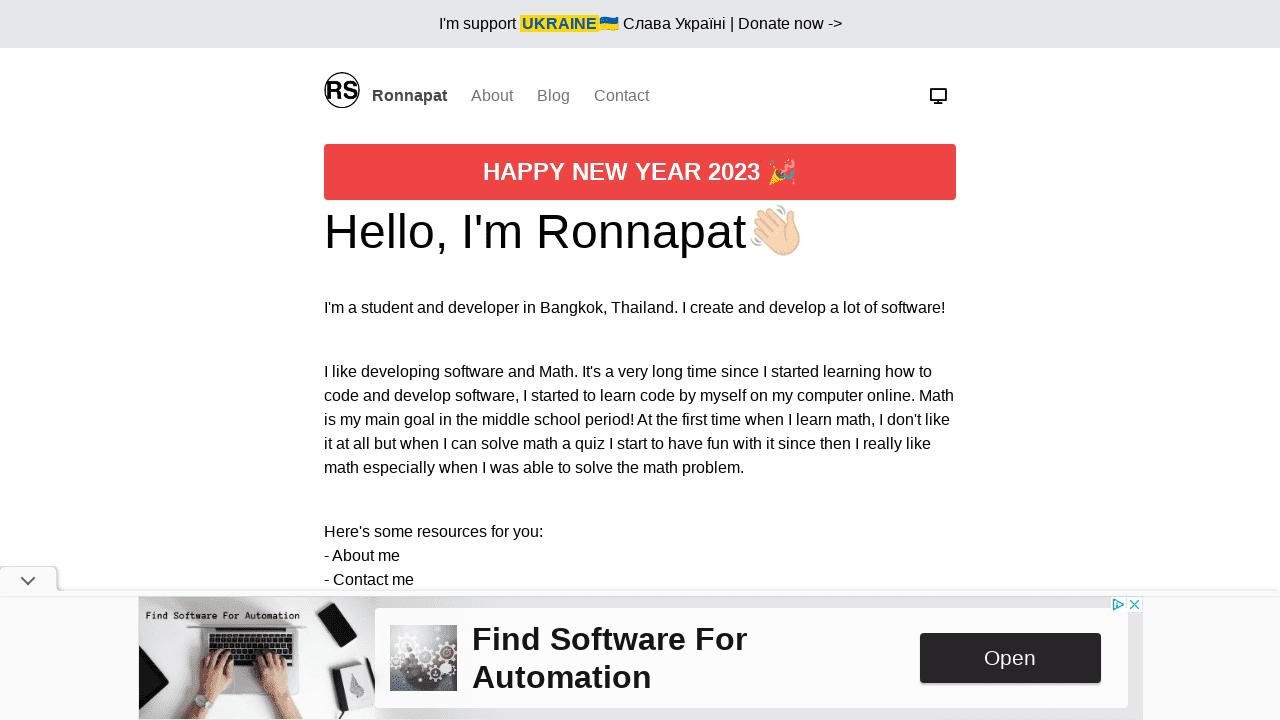 I'm support UKRAINE🇺🇦 Слава Україні | Donate now ->
RS Ronnapat About Blog Contact
HAPPY NEW YEAR 2023 🎉
Hello, I'm Ronnapat👋🏻
I'm a student and developer in Bangkok, Thailand. I create and develop a lot of software!
I like developing software and Math. It's a very long time since I started learning how to
code and develop software, I started to learn code by myself on my computer online. Math
is my main goal in the middle school period! At the first time when I learn math, I don't like
it at all but when I can solve math a quiz I start to have fun with it since then I really like
math especially when I was able to solve the math problem.
Here's some resources for you:
- About me
- Contact me
Find Software For Automation
Find Software For
Automation
Open